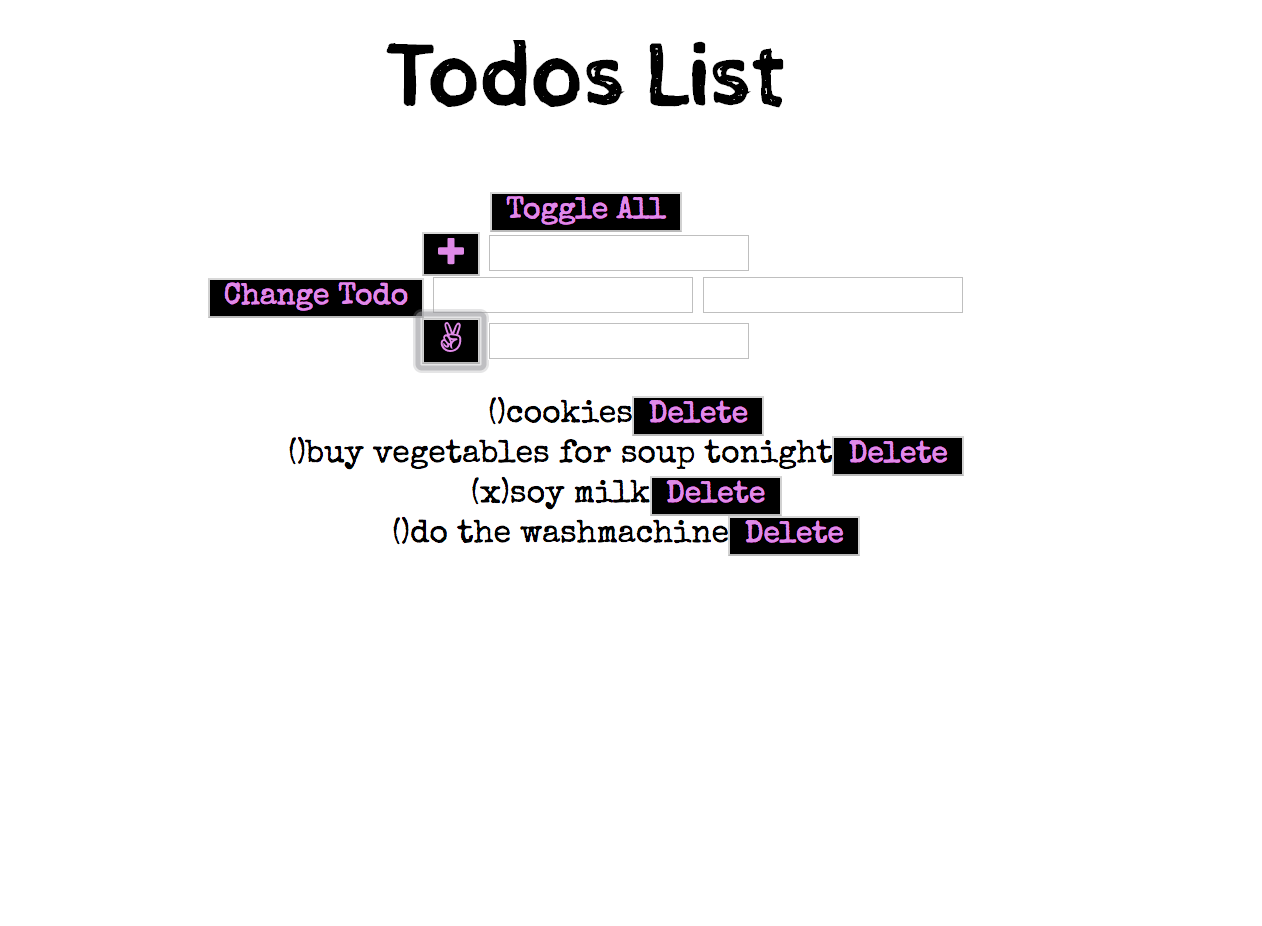 Todos List
Toggle All
+
Change Todo
✌
()cookies Delete
()buy vegetables for soup tonight Delete
(x)soy milk Delete
()do the washmachine Delete